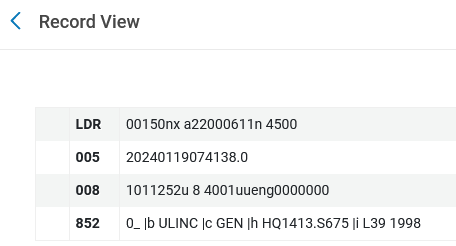 Record View
LDR 00150nx a22000611n 4500
005 20240119074138.0
008 1011252u 8 4001uueng0000000
852 0_ |b ULINC |c GEN |h HQ1413.S675 |i L39 1998